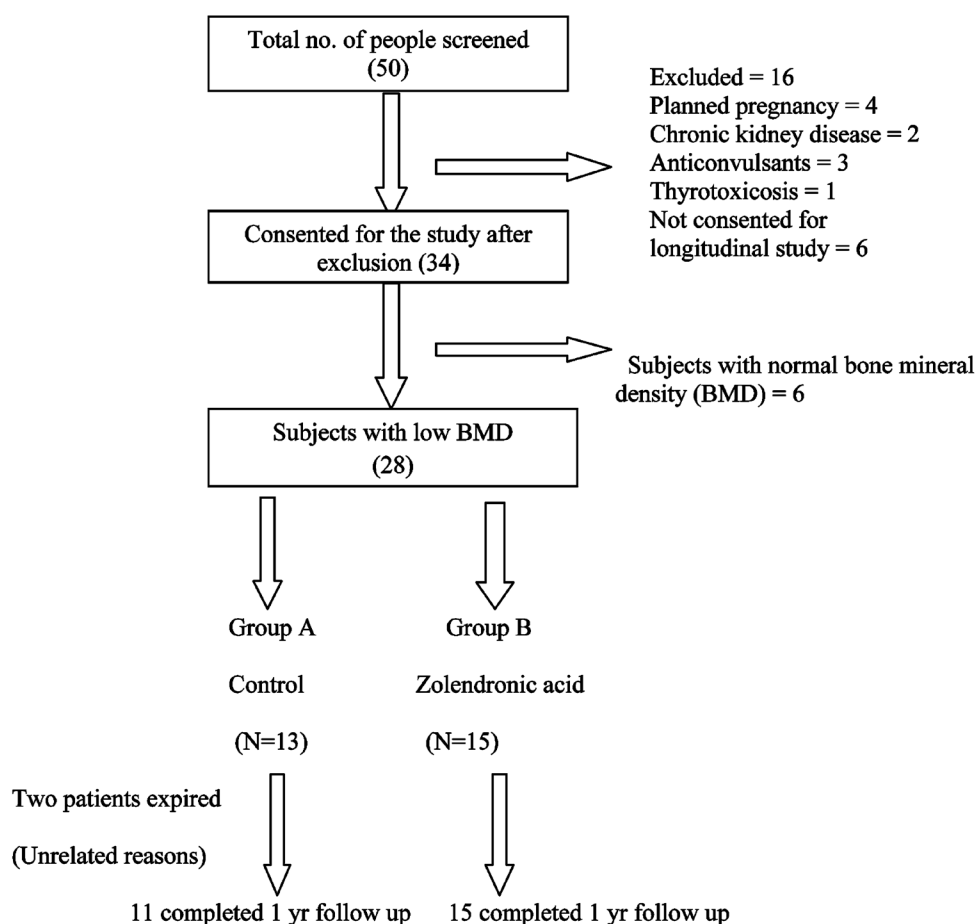 Total no. of people screened
(50)
Excluded = 16
Planned pregnancy = 4
Chronic kidney disease = 2
Anticonvulsants = 3
Thyrotoxicosis = 1
Not consented for
longitudinal study = 6
Consented for the study after
exclusion (34)
Subjects with normal bone mineral
density (BMD) = 6
Subjects with low BMD
(28)
Group A
Control
(N=13)
Group B
Zolendronic acid
(N=15)
Two patients expired
(Unrelated reasons)
11 completed 1 yr follow up
15 completed 1 yr follow up